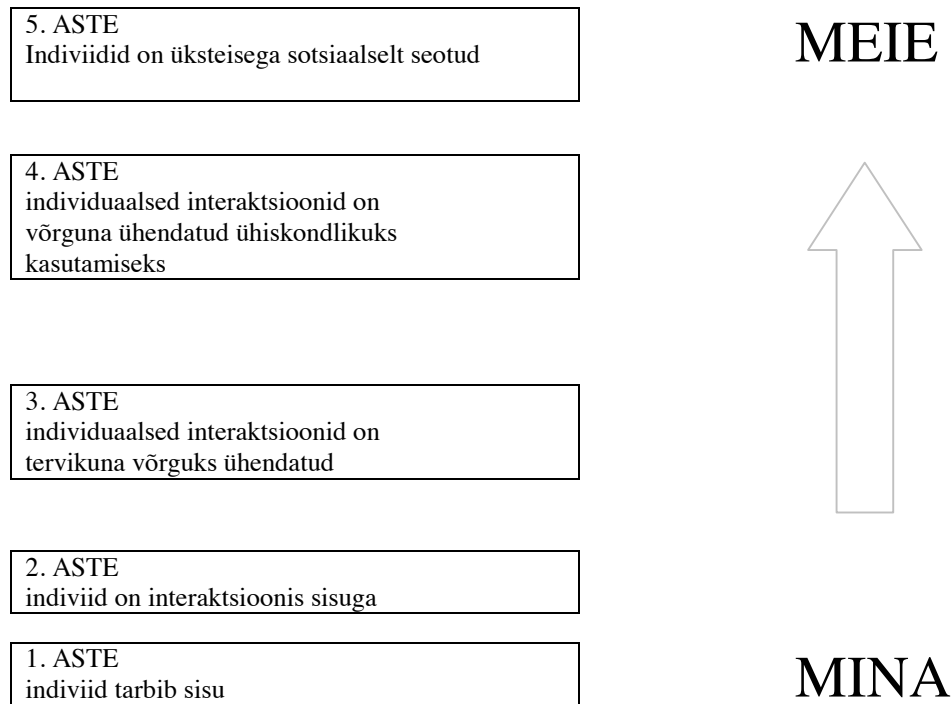 5. ASTE
Indiviidid on üksteisega sotsiaalselt seotud
MEIE
4. ASTE
individuaalsed interaktsioonid on
võrguna ühendatud ühiskondlikuks
kasutamiseks
3. ASTE
individuaalsed interaktsioonid on
tervikuna võrguks ühendatud
2. ASTE
indiviid on interaktsioonis sisuga
1. ASTE
indiviid tarbib sisu
MINA